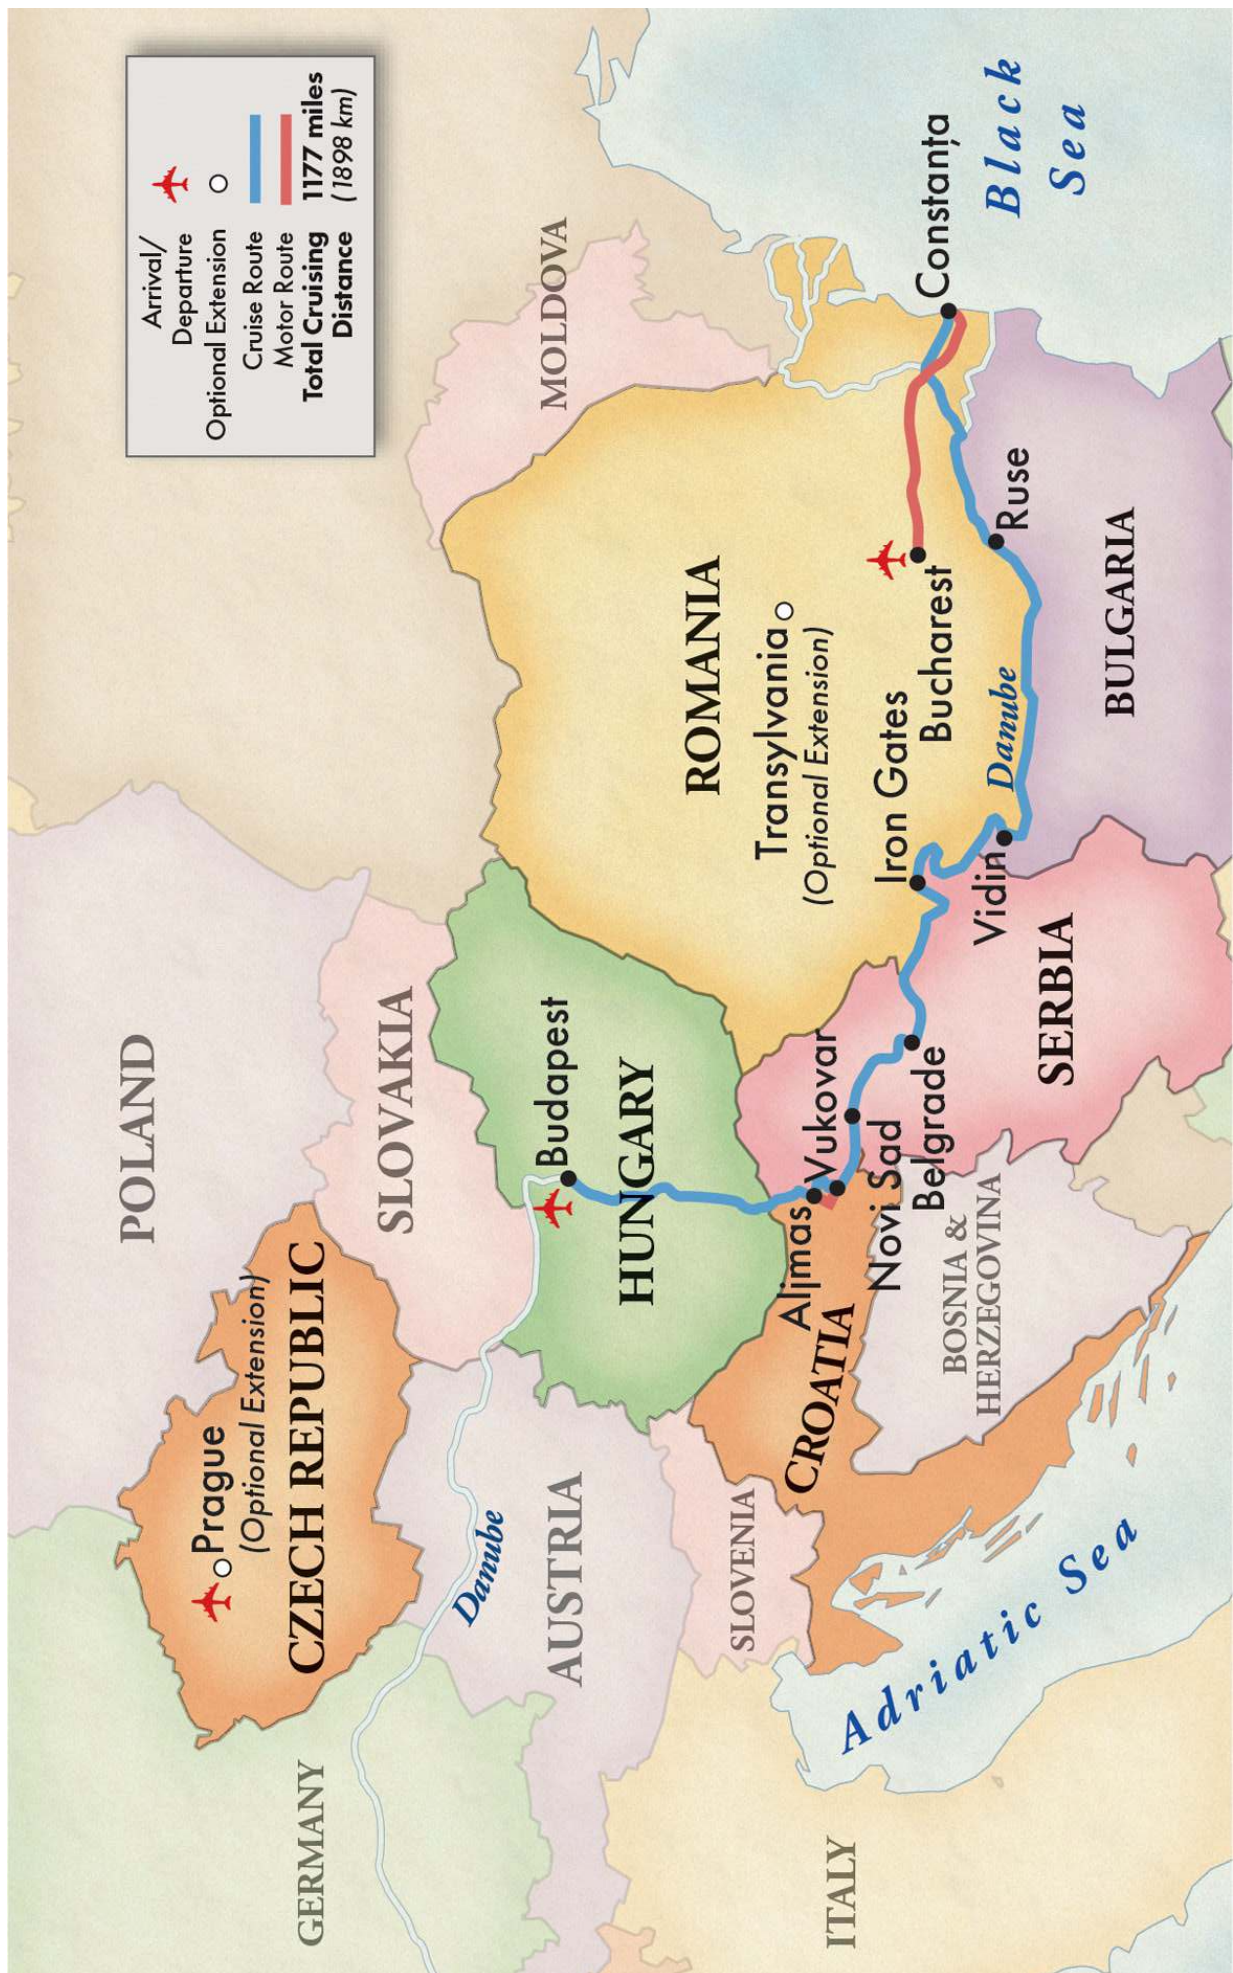 Arrival/
Departure
Optional Extension
Cruise Route
Motor Route
Total Cruising 1177 miles
Distance (1898 km)
POLAND
GERMANY
Prague
(Optional Extension)
CZECH REPUBLIC
SLOVAKIA
MOLDOVA
Danube
AUSTRIA
Budapest
HUNGARY
ROMANIA
Transylvania
(Optional Extension)
SLOVENIA
CROATIA
Aljmas
Vukovar
Novi Sad
Belgrade
Iron Gates
Bucharest
Constanța
Black
Sea
Vidin
Danube
Ruse
BOSNIA &
HERZEGOVINA
SERBIA
BULGARIA
ITALY
Adriatic Sea